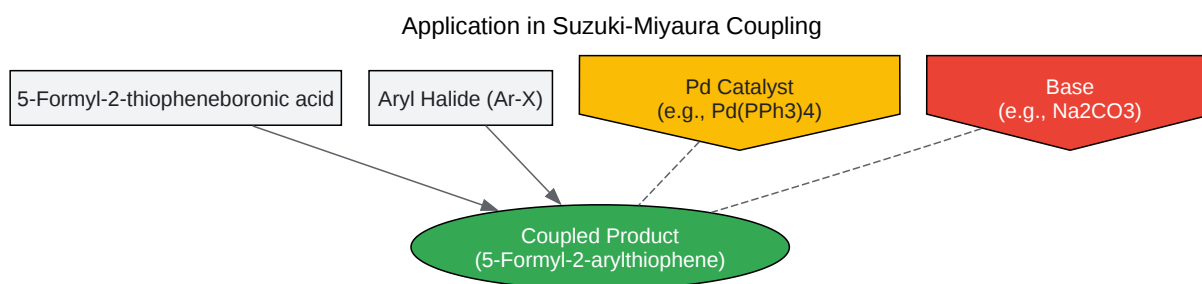 Application in Suzuki-Miyaura Coupling
5-Formyl-2-thiopheneboronic acid
Aryl Halide (Ar-X)
Pd Catalyst
(e.g., Pd(PPh3)4)
Base
(e.g., Na2CO3)
Coupled Product
(5-Formyl-2-arylthiophene)